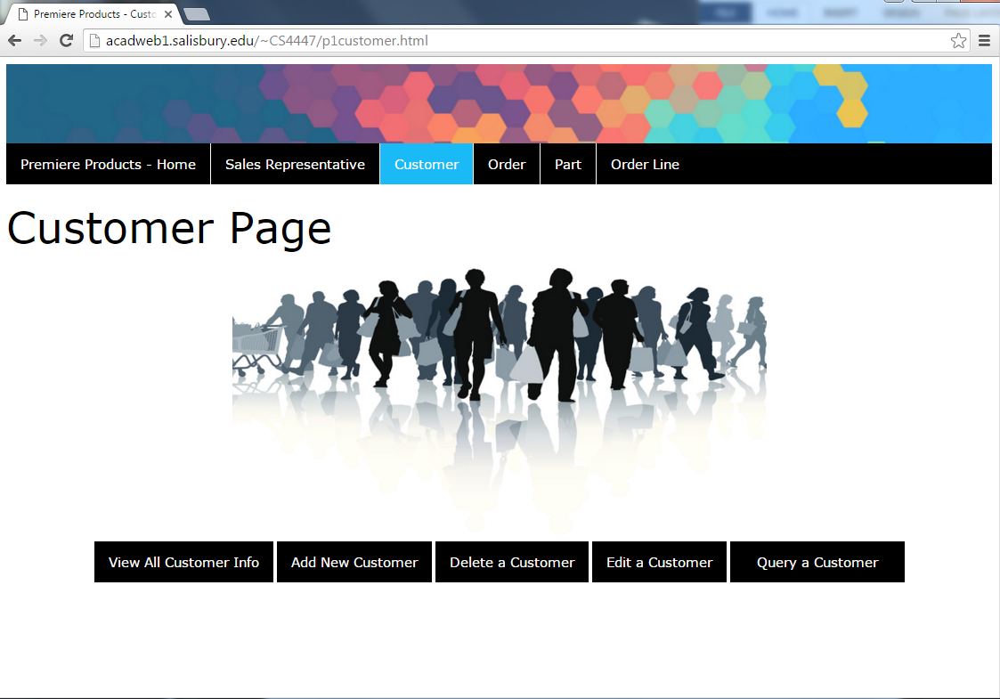 Premiere Products - Custo
acadweb1.salisbury.edu/~CS4447/p1customer.html
Premiere Products - Home Sales Representative Customer Order Part Order Line
Customer Page
View All Customer Info Add New Customer Delete a Customer Edit a Customer Query a Customer